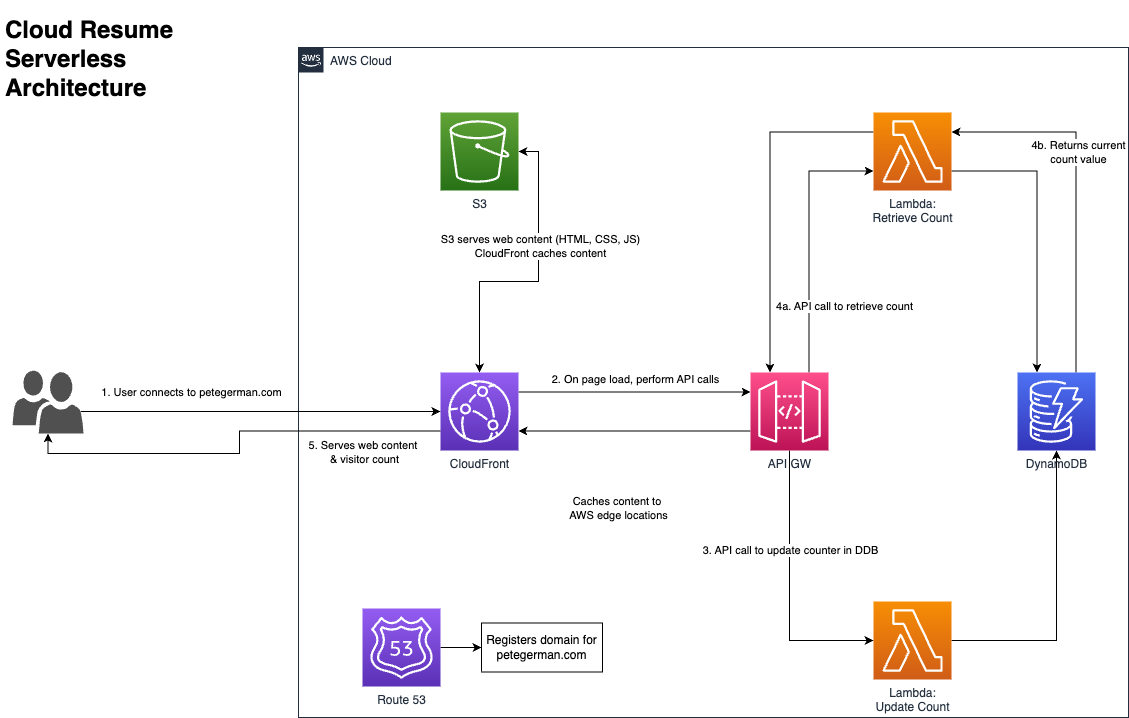 Cloud Resume
Serverless
Architecture
aws
AWS Cloud
S3
S3 serves web content (HTML, CSS, JS)
CloudFront caches content
Lambda:
Retrieve Count
4b. Returns current
count value
4a. API call to retrieve count
1. User connects to petegerman.com
2. On page load, perform API calls
</>
5. Serves web content
& visitor count
CloudFront
API GW
DynamoDB
Caches content to
AWS edge locations
3. API call to update counter in DDB
53
Route 53
Registers domain for
petegerman.com
Lambda:
Update Count